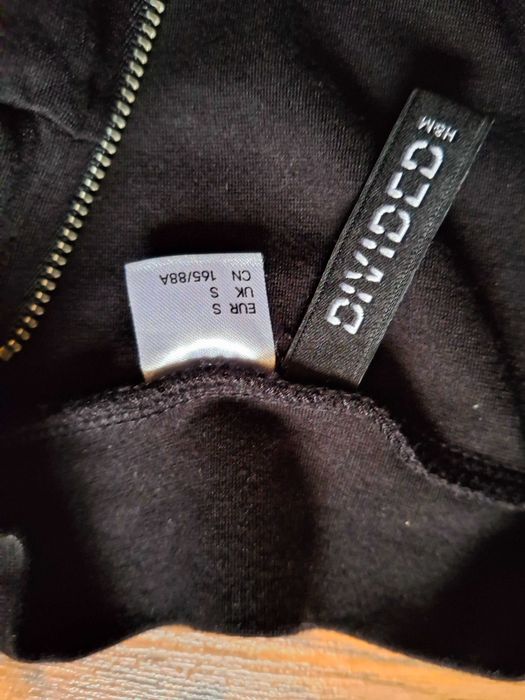 EUR S
UK S
CN 165/88A
DIVIDED
H&M